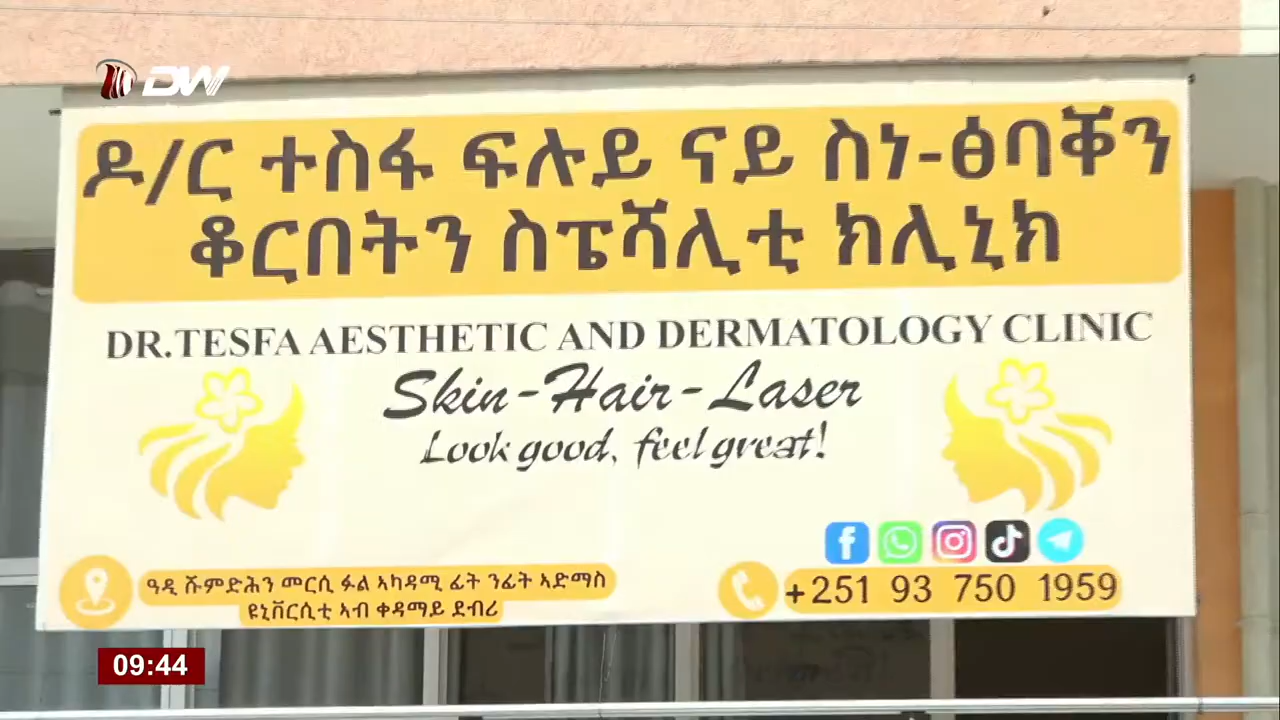 DW
ዶ/ር ተስፋ ፍሉይ ናይ ስነ-ፅባቐን
ቆርበትን ስፔሻሊቲ ክሊኒክ
DR.TESFA AESTHETIC AND DERMATOLOGY CLINIC
Skin-Hair-Laser
Look good, feel great!
ዓዲ ሹምድሕን መርሲ ፉል ኣካዳሚ ፊት ንፊት ኣድማስ
ዩኒቨርሲቲ ኣብ ቀዳማይ ደብሪ
+251 93 750 1959
09:44